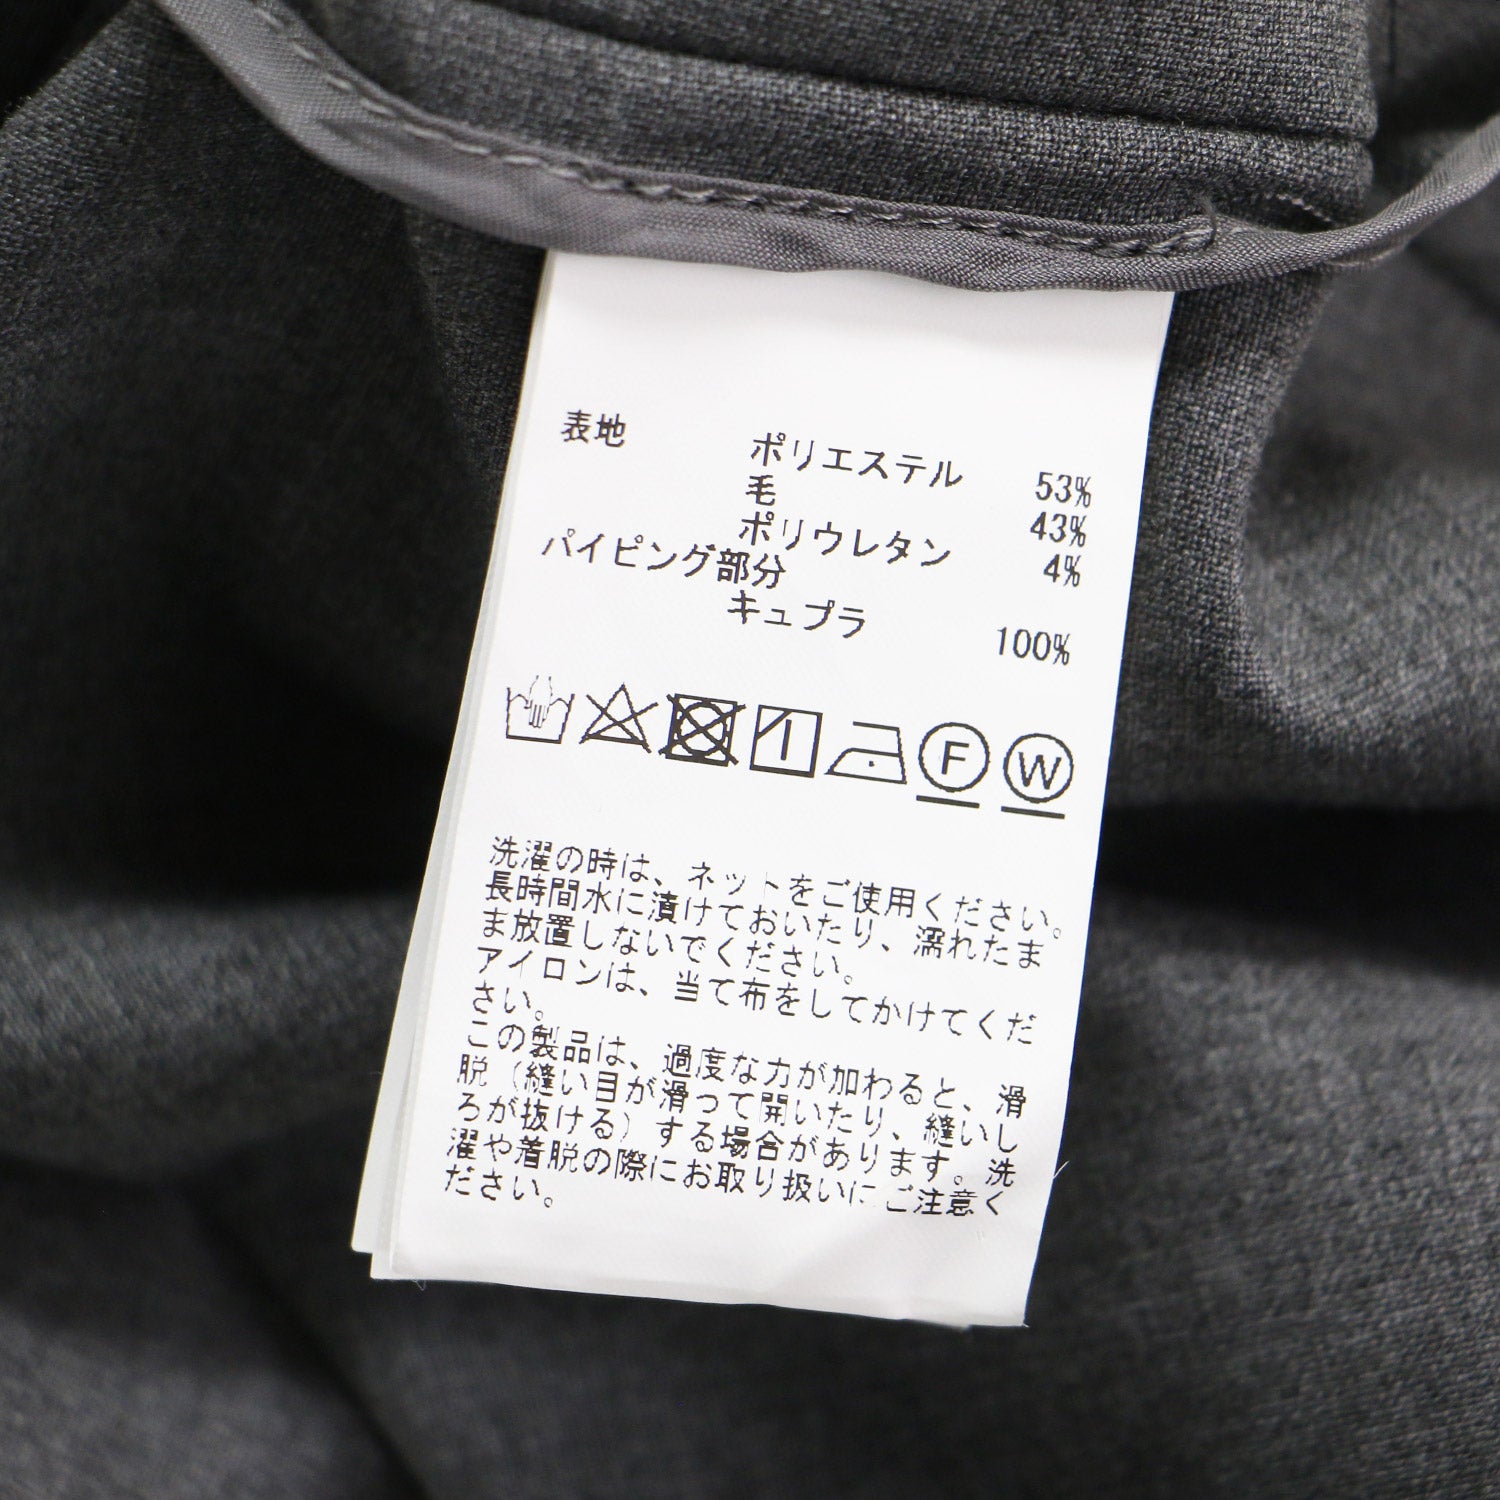 表地 ポリエステル 53%
毛 43%
ポリウレタン 4%
パイピング部分
キュプラ 100%
F W
洗濯の時は、ネットをご使用ください。
長時間水に漬けておいたり、濡れたま
ま放置しないでください。
アイロンは、当て布をしてかけてくだ
さい。
この製品は、過度な力が加わると、滑
脱（縫い目が滑って開いたり、縫いし
ろが抜ける）する場合があります。洗
濯や着脱の際にお取り扱いにご注意く
ださい。